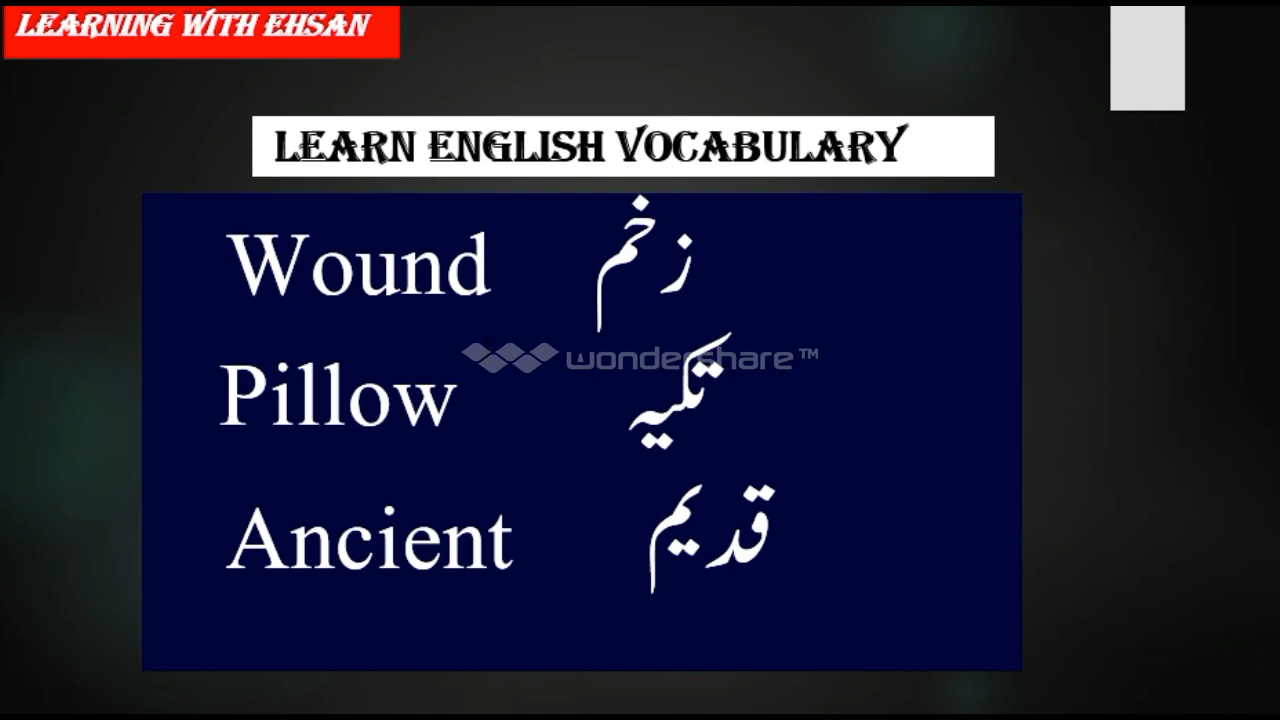 LEARNING WITH EHSAN
LEARN ENGLISH VOCABULARY
Wound زخم
wondershare™
Pillow تکیہ
Ancient قدیم